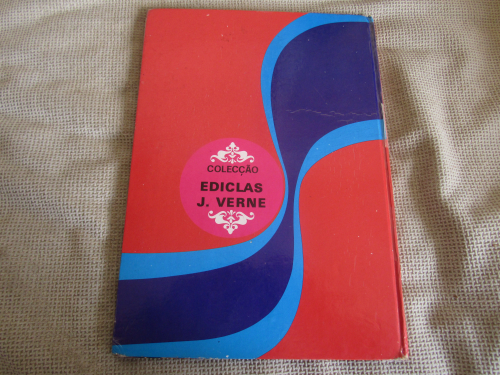 COLECÇÃO
EDICLAS
J. VERNE